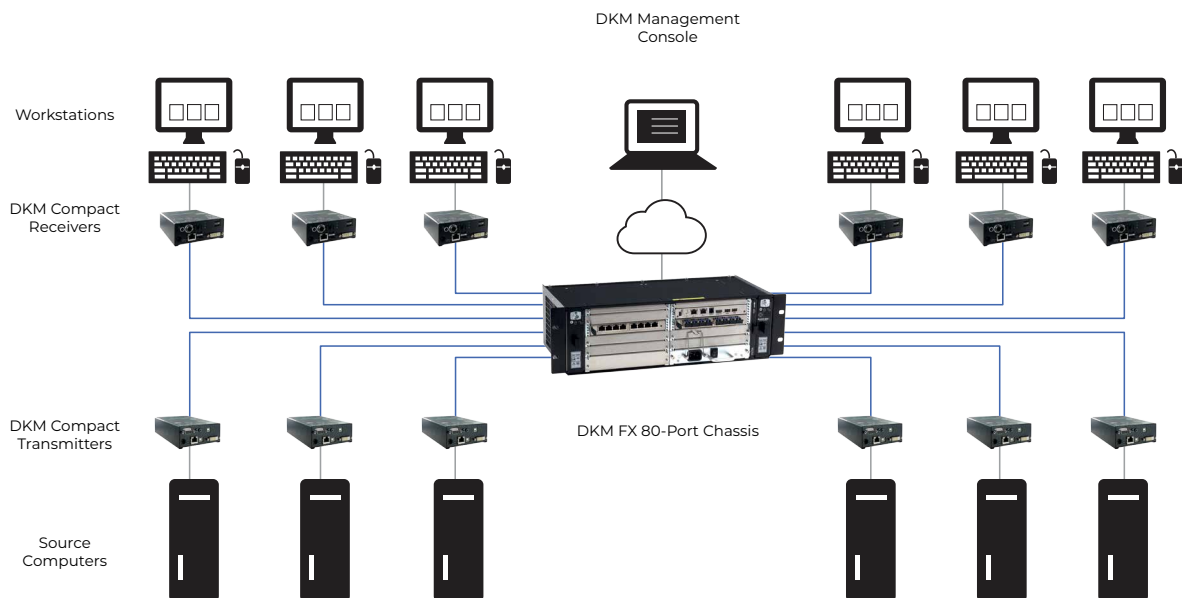 DKM Management
Console
Workstations
DKM Compact
Receivers
DKM Compact
Transmitters
DKM FX 80-Port Chassis
Source
Computers